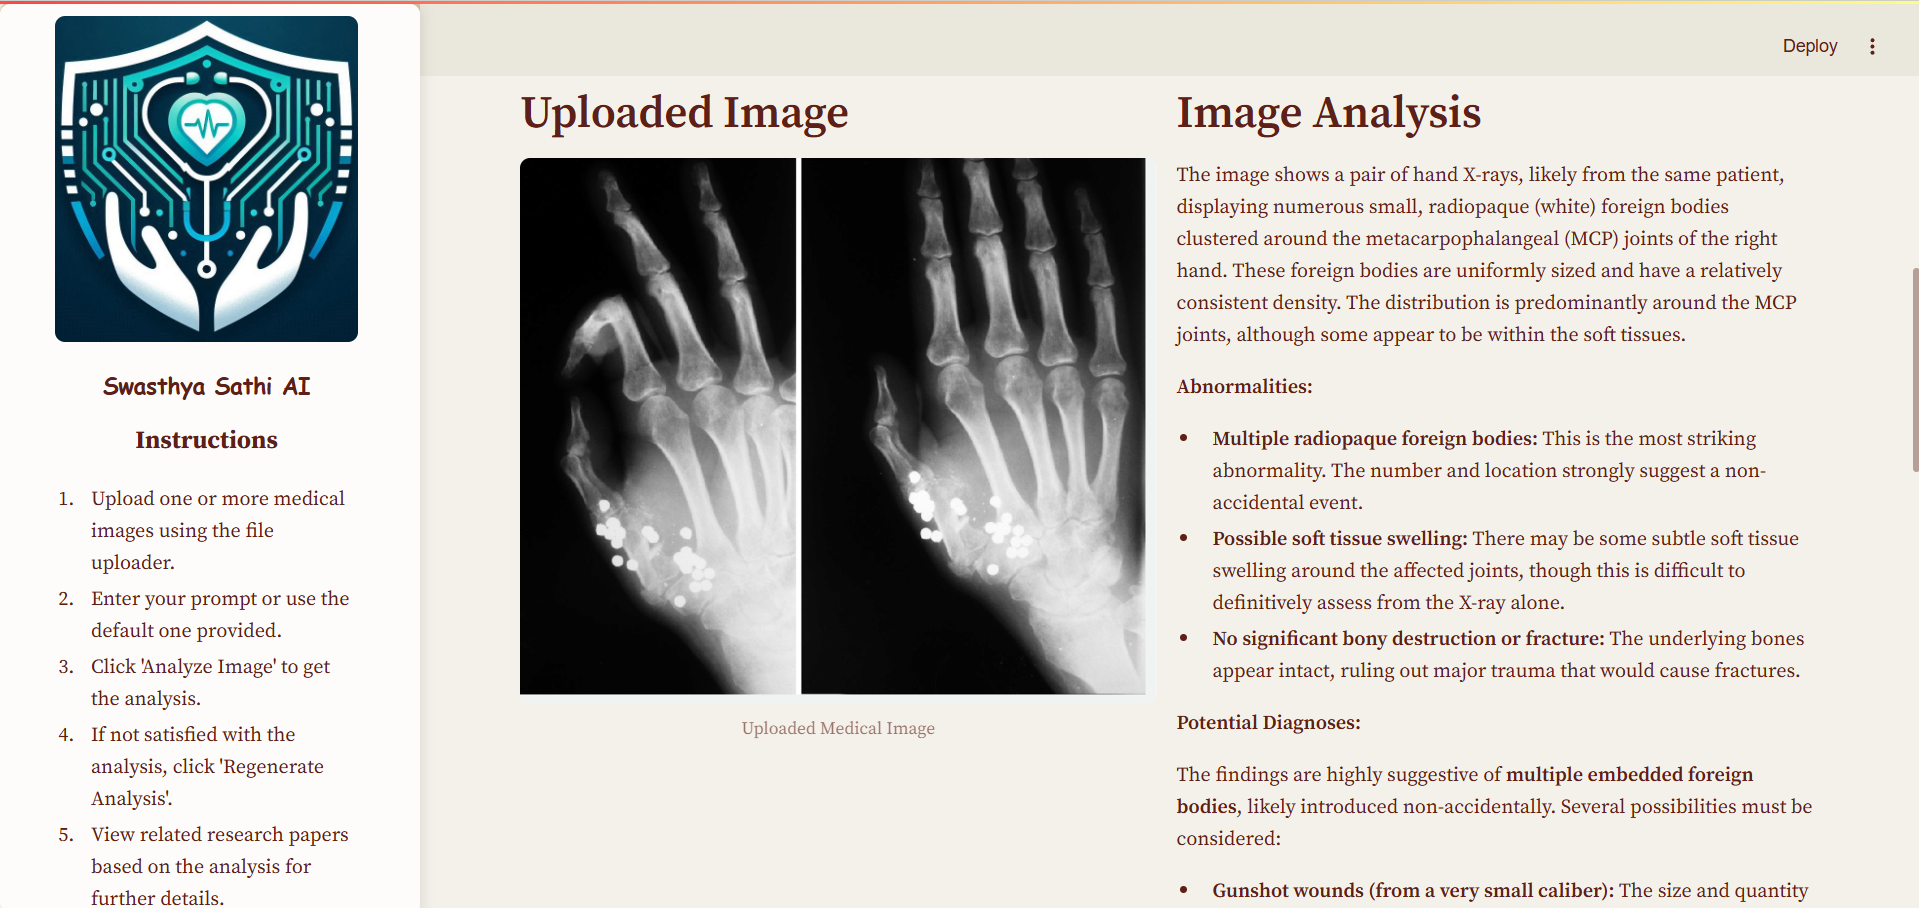 Deploy
Swasthya Sathi AI
Instructions
1. Upload one or more medical
images using the file
uploader.
2. Enter your prompt or use the
default one provided.
3. Click 'Analyze Image' to get
the analysis.
4. If not satisfied with the
analysis, click 'Regenerate
Analysis'.
5. View related research papers
based on the analysis for
further details.
Uploaded Image
Uploaded Medical Image
Image Analysis
The image shows a pair of hand X-rays, likely from the same patient,
displaying numerous small, radiopaque (white) foreign bodies
clustered around the metacarpophalangeal (MCP) joints of the right
hand. These foreign bodies are uniformly sized and have a relatively
consistent density. The distribution is predominantly around the MCP
joints, although some appear to be within the soft tissues.
Abnormalities:
• Multiple radiopaque foreign bodies: This is the most striking
abnormality. The number and location strongly suggest a non-
accidental event.
• Possible soft tissue swelling: There may be some subtle soft tissue
swelling around the affected joints, though this is difficult to
definitively assess from the X-ray alone.
• No significant bony destruction or fracture: The underlying bones
appear intact, ruling out major trauma that would cause fractures.
Potential Diagnoses:
The findings are highly suggestive of multiple embedded foreign
bodies, likely introduced non-accidentally. Several possibilities must be
considered:
• Gunshot wounds (from a very small caliber): The size and quantity